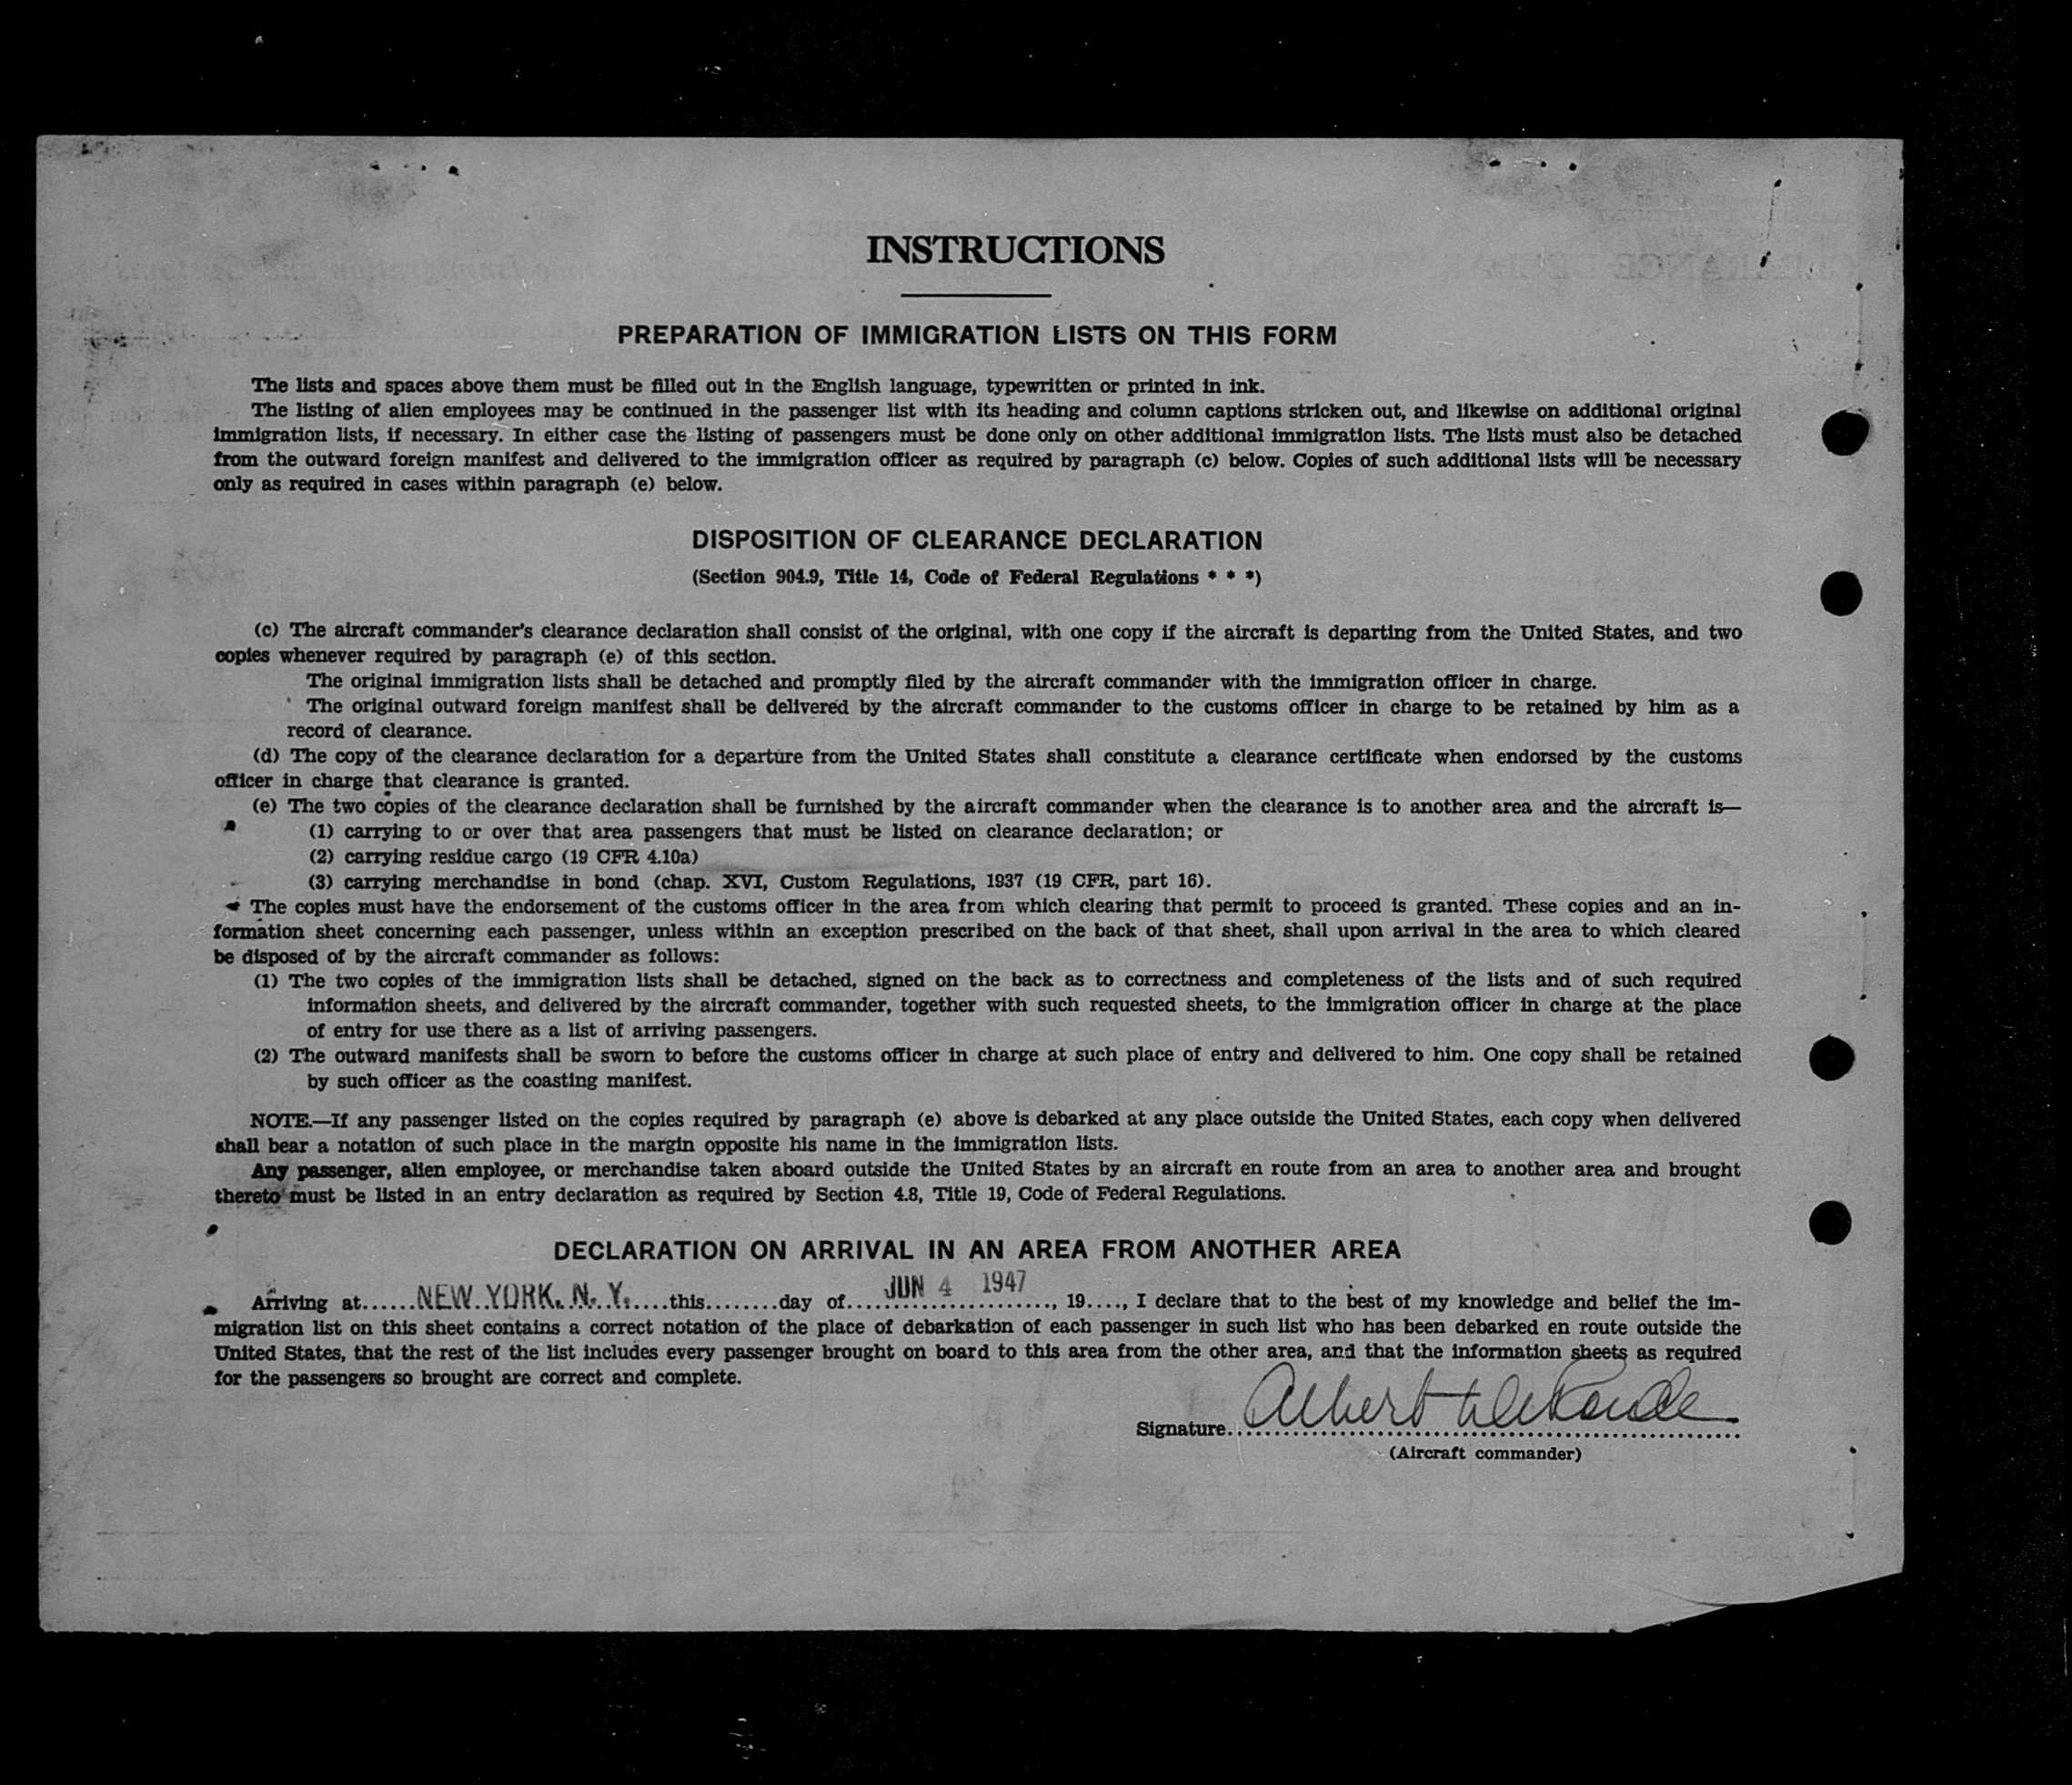 INSTRUCTIONS
PREPARATION OF IMMIGRATION LISTS ON THIS FORM
The lists and spaces above them must be filled out in the English language, typewritten or printed in ink.
The listing of alien employees may be continued in the passenger list with its heading and column captions stricken out, and likewise on additional original
immigration lists, if necessary. In either case the listing of passengers must be done only on other additional immigration lists. The lists must also be detached
from the outward foreign manifest and delivered to the immigration officer as required by paragraph (c) below. Copies of such additional lists will be necessary
only as required in cases within paragraph (e) below.
DISPOSITION OF CLEARANCE DECLARATION
(Section 904.9, Title 14, Code of Federal Regulations * * *)
(c) The aircraft commander's clearance declaration shall consist of the original, with one copy if the aircraft is departing from the United States, and two
copies whenever required by paragraph (e) of this section.
The original immigration lists shall be detached and promptly filed by the aircraft commander with the immigration officer in charge.
The original outward foreign manifest shall be delivered by the aircraft commander to the customs officer in charge to be retained by him as a
record of clearance.
(d) The copy of the clearance declaration for a departure from the United States shall constitute a clearance certificate when endorsed by the customs
officer in charge that clearance is granted.
(e) The two copies of the clearance declaration shall be furnished by the aircraft commander when the clearance is to another area and the aircraft is—
(1) carrying to or over that area passengers that must be listed on clearance declaration; or
(2) carrying residue cargo (19 CFR 4.10a)
(3) carrying merchandise in bond (chap. XVI, Custom Regulations, 1937 (19 CFR, part 16).
The copies must have the endorsement of the customs officer in the area from which clearing that permit to proceed is granted. These copies and an in-
formation sheet concerning each passenger, unless within an exception prescribed on the back of that sheet, shall upon arrival in the area to which cleared
be disposed of by the aircraft commander as follows:
(1) The two copies of the immigration lists shall be detached, signed on the back as to correctness and completeness of the lists and of such required
information sheets, and delivered by the aircraft commander, together with such requested sheets, to the immigration officer in charge at the place
of entry for use there as a list of arriving passengers.
(2) The outward manifests shall be sworn to before the customs officer in charge at such place of entry and delivered to him. One copy shall be retained
by such officer as the coasting manifest.
NOTE.—If any passenger listed on the copies required by paragraph (e) above is debarked at any place outside the United States, each copy when delivered
shall bear a notation of such place in the margin opposite his name in the immigration lists.
Any passenger, alien employee, or merchandise taken aboard outside the United States by an aircraft en route from an area to another area and brought
thereto must be listed in an entry declaration as required by Section 4.8, Title 19, Code of Federal Regulations.
DECLARATION ON ARRIVAL IN AN AREA FROM ANOTHER AREA
Arriving at......NEW YORK, N. Y.....this........day of....JUN 4 1947...., 19...., I declare that to the best of my knowledge and belief the im-
migration list on this sheet contains a correct notation of the place of debarkation of each passenger in such list who has been debarked en route outside the
United States, that the rest of the list includes every passenger brought on board to this area from the other area, and that the information sheets as required
for the passengers so brought are correct and complete.
Signature. Albert
(Aircraft commander)